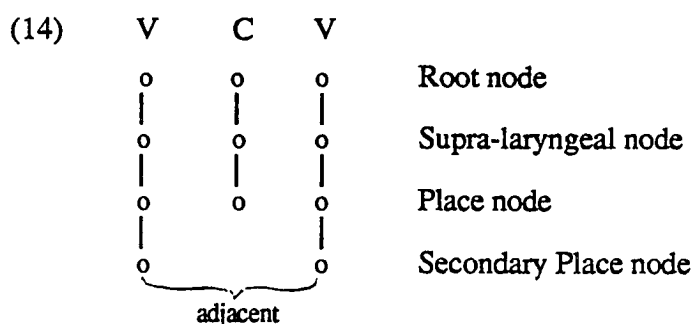 (14) V C V
o o o Root node
o o o Supra-laryngeal node
o o o Place node
o o Secondary Place node
adjacent